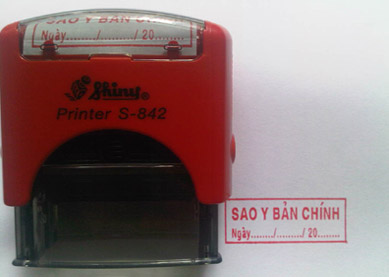 SAO Y BẢN CHÍNH
Ngày......./........./ 20.........
Shiny®
Printer S-842
SAO Y BẢN CHÍNH
Ngày......../........./ 20........